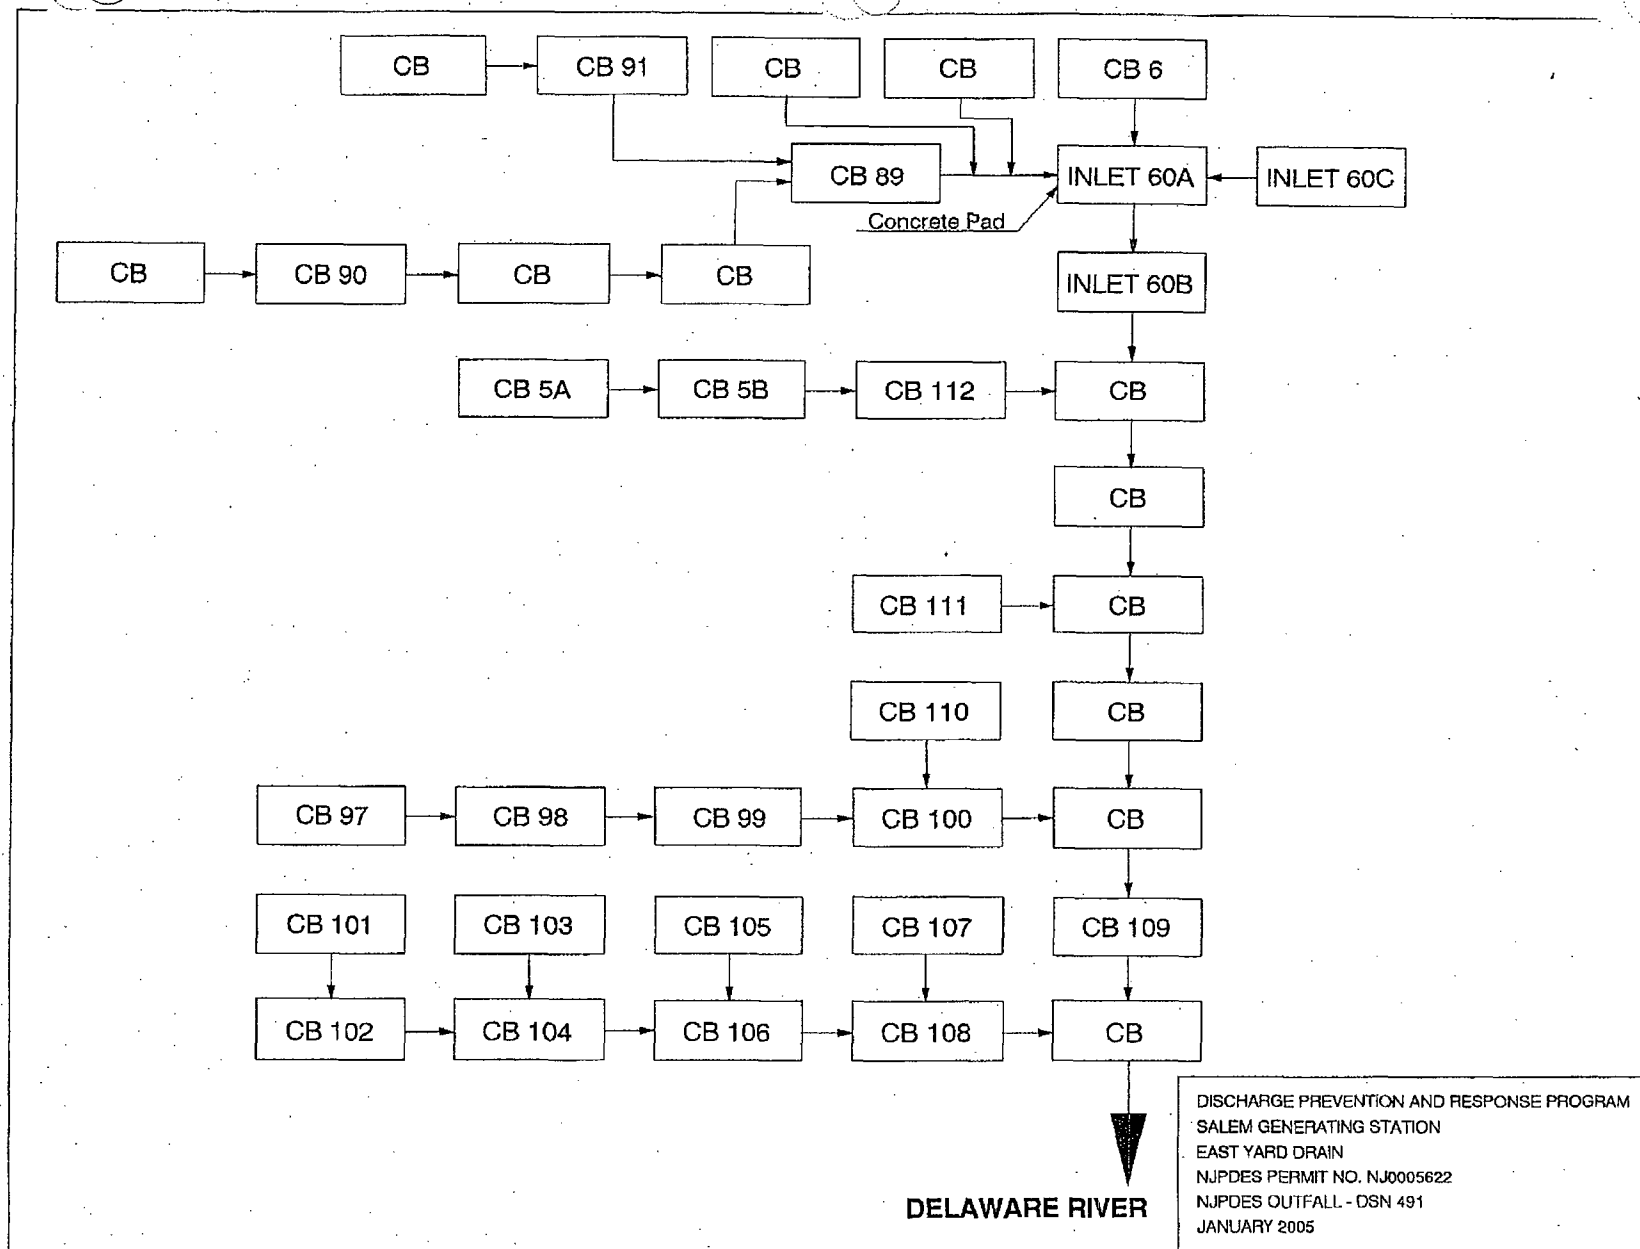 CB
CB 91
CB
CB
CB 6
CB 89
INLET 60A
INLET 60C
Concrete Pad
CB
CB 90
CB
CB
INLET 60B
CB 5A
CB 5B
CB 112
CB
CB
CB 111
CB
CB 110
CB
CB 97
CB 98
CB 99
CB 100
CB
CB 101
CB 103
CB 105
CB 107
CB 109
CB 102
CB 104
CB 106
CB 108
CB
DELAWARE RIVER
DISCHARGE PREVENTION AND RESPONSE PROGRAM
SALEM GENERATING STATION
EAST YARD DRAIN
NJPDES PERMIT NO. NJ0005622
NJPDES OUTFALL - DSN 491
JANUARY 2005